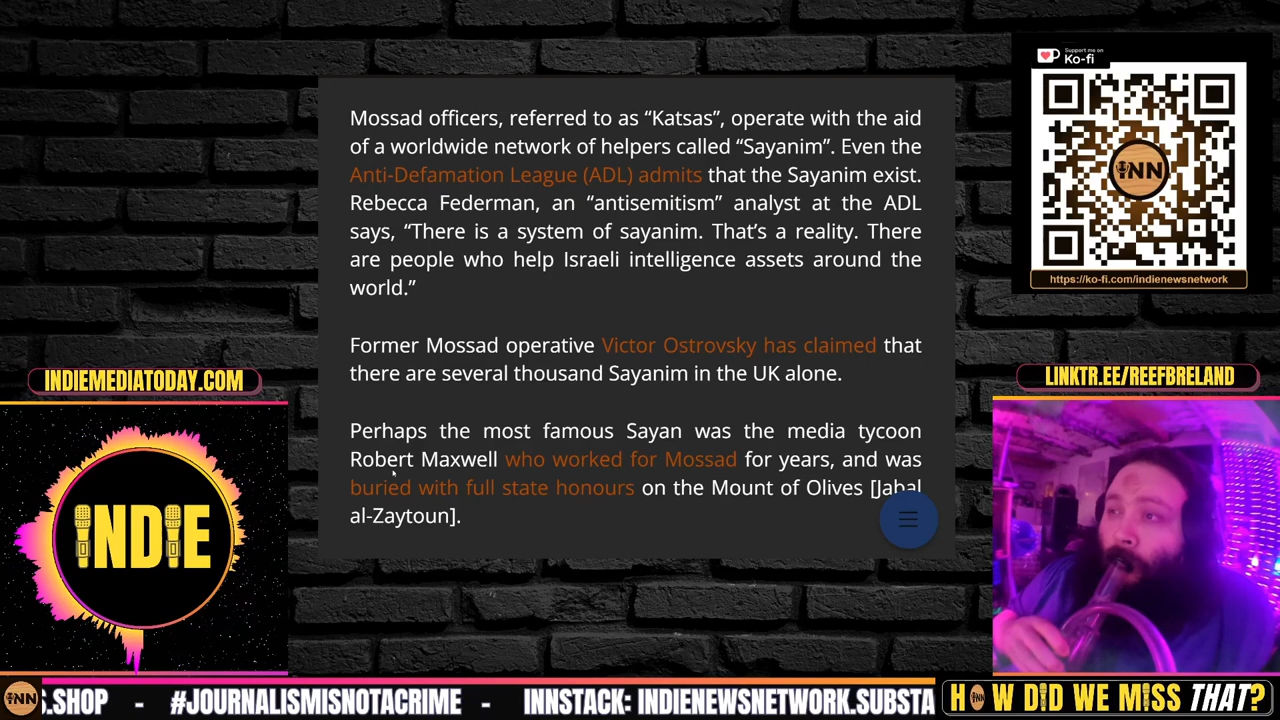 Mossad officers, referred to as “Katsas”, operate with the aid
of a worldwide network of helpers called “Sayanim”. Even the
Anti-Defamation League (ADL) admits that the Sayanim exist.
Rebecca Federman, an “antisemitism” analyst at the ADL
says, “There is a system of sayanim. That’s a reality. There
are people who help Israeli intelligence assets around the
world.”
Former Mossad operative Victor Ostrovsky has claimed that
there are several thousand Sayanim in the UK alone.
Perhaps the most famous Sayan was the media tycoon
Robert Maxwell who worked for Mossad for years, and was
buried with full state honours on the Mount of Olives [Jabal
al-Zaytoun].
Support me on
Ko-fi
iNN
https://ko-fi.com/indienewsnetwork
INDIEMEDIATODAY.COM
INDIE
LINKTR.EE/REEFBRELAND
iNN
S.SHOP - #JOURNALISMISNOTACRIME - INNSTACK: INDIENEWSNETWORK.SUBSTA
HOW DID WE MISS THAT?